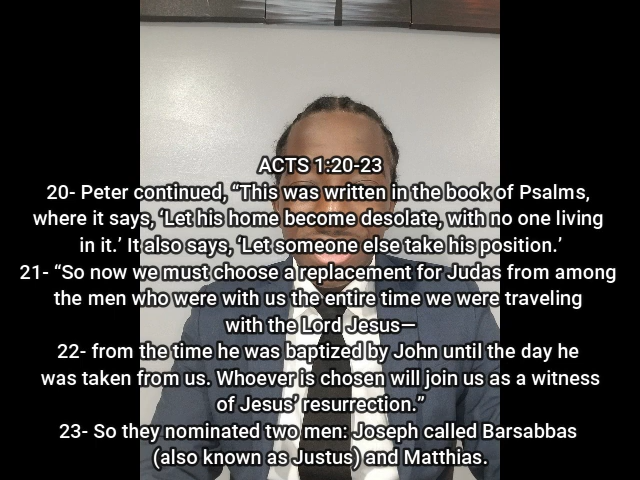 ACTS 1:20-23
20- Peter continued, “This was written in the book of Psalms,
where it says, ‘Let his home become desolate, with no one living
in it.’ It also says, ‘Let someone else take his position.’
21- “So now we must choose a replacement for Judas from among
the men who were with us the entire time we were traveling
with the Lord Jesus—
22- from the time he was baptized by John until the day he
was taken from us. Whoever is chosen will join us as a witness
of Jesus’ resurrection.”
23- So they nominated two men: Joseph called Barsabbas
(also known as Justus) and Matthias.